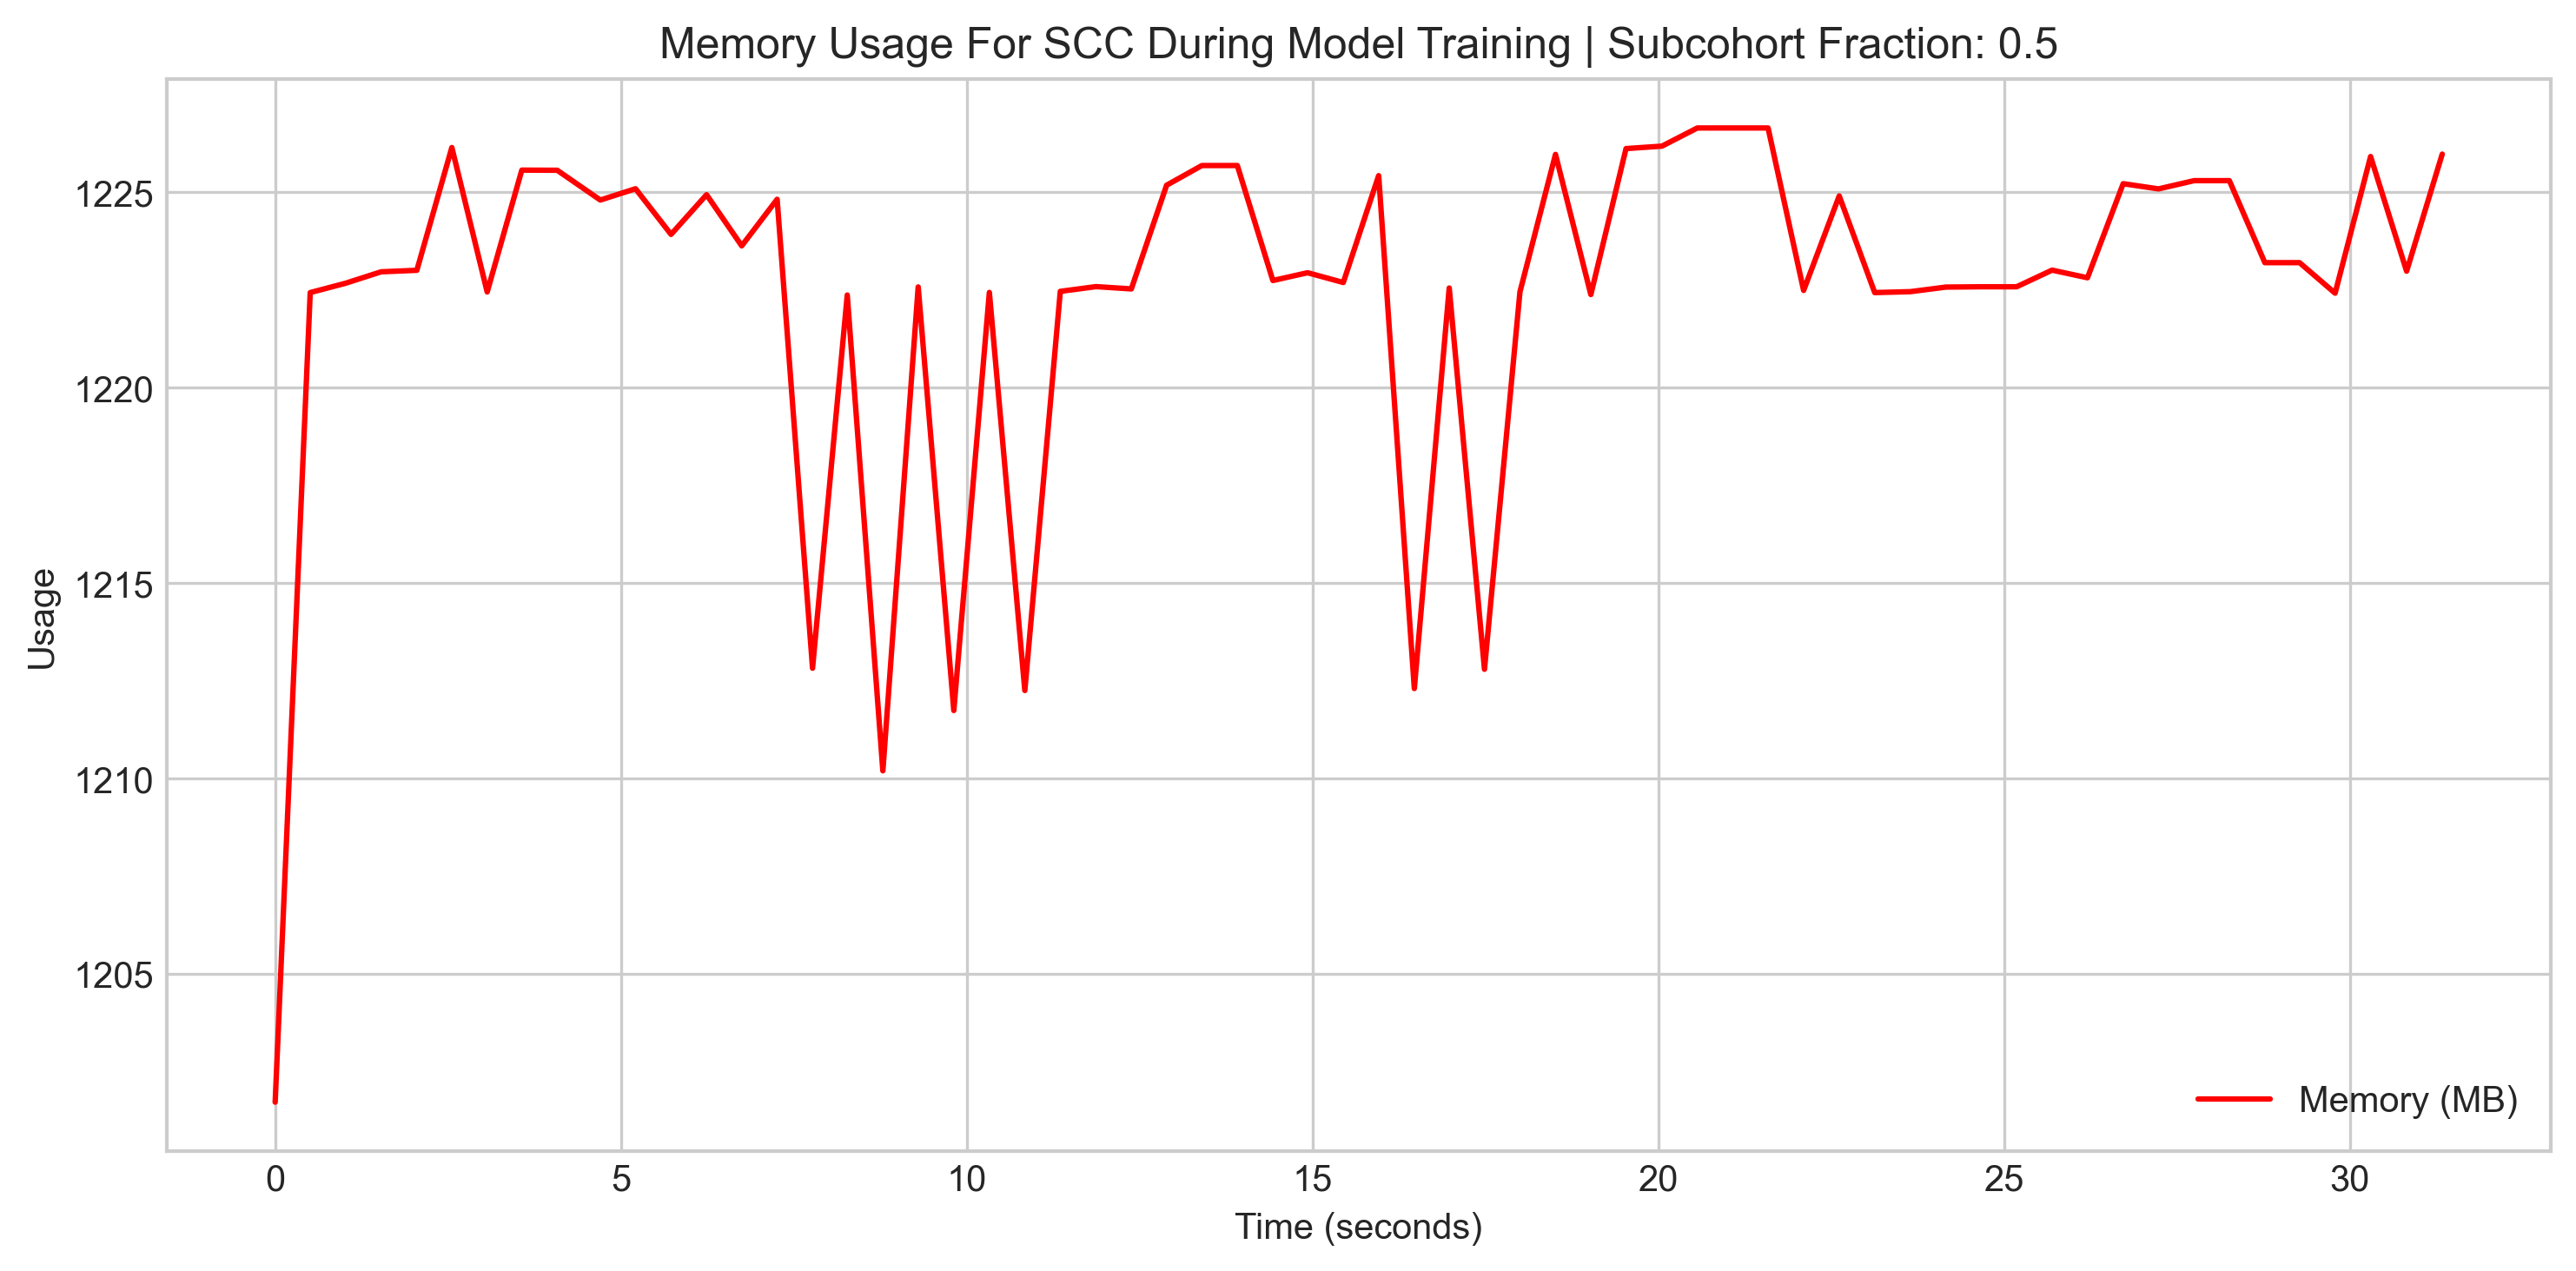 Memory Usage For SCC During Model Training | Subcohort Fraction: 0.5
Usage
1225
1220
1215
1210
1205
Memory (MB)
0 5 10 15 20 25 30
Time (seconds)